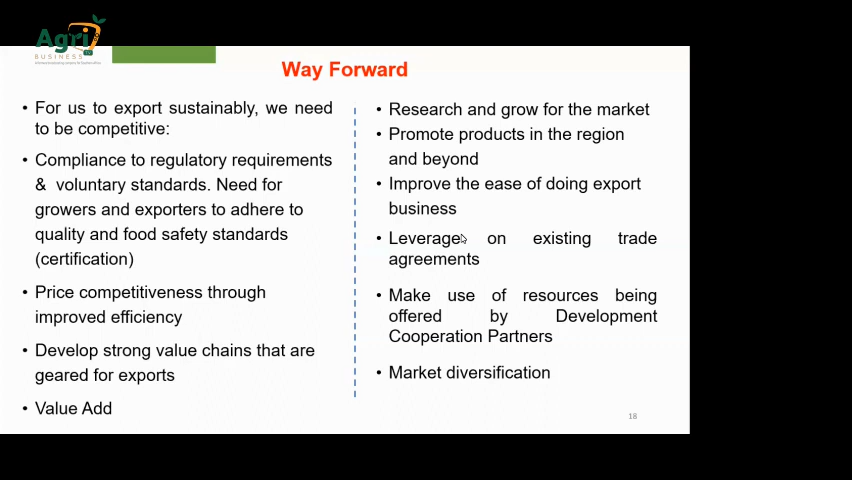 Agri
BUSINESS
Way Forward
• For us to export sustainably, we need
to be competitive:
• Compliance to regulatory requirements
& voluntary standards. Need for
growers and exporters to adhere to
quality and food safety standards
(certification)
• Price competitiveness through
improved efficiency
• Develop strong value chains that are
geared for exports
• Value Add
• Research and grow for the market
• Promote products in the region
and beyond
• Improve the ease of doing export
business
• Leverage on existing trade
agreements
• Make use of resources being
offered by Development
Cooperation Partners
• Market diversification
18